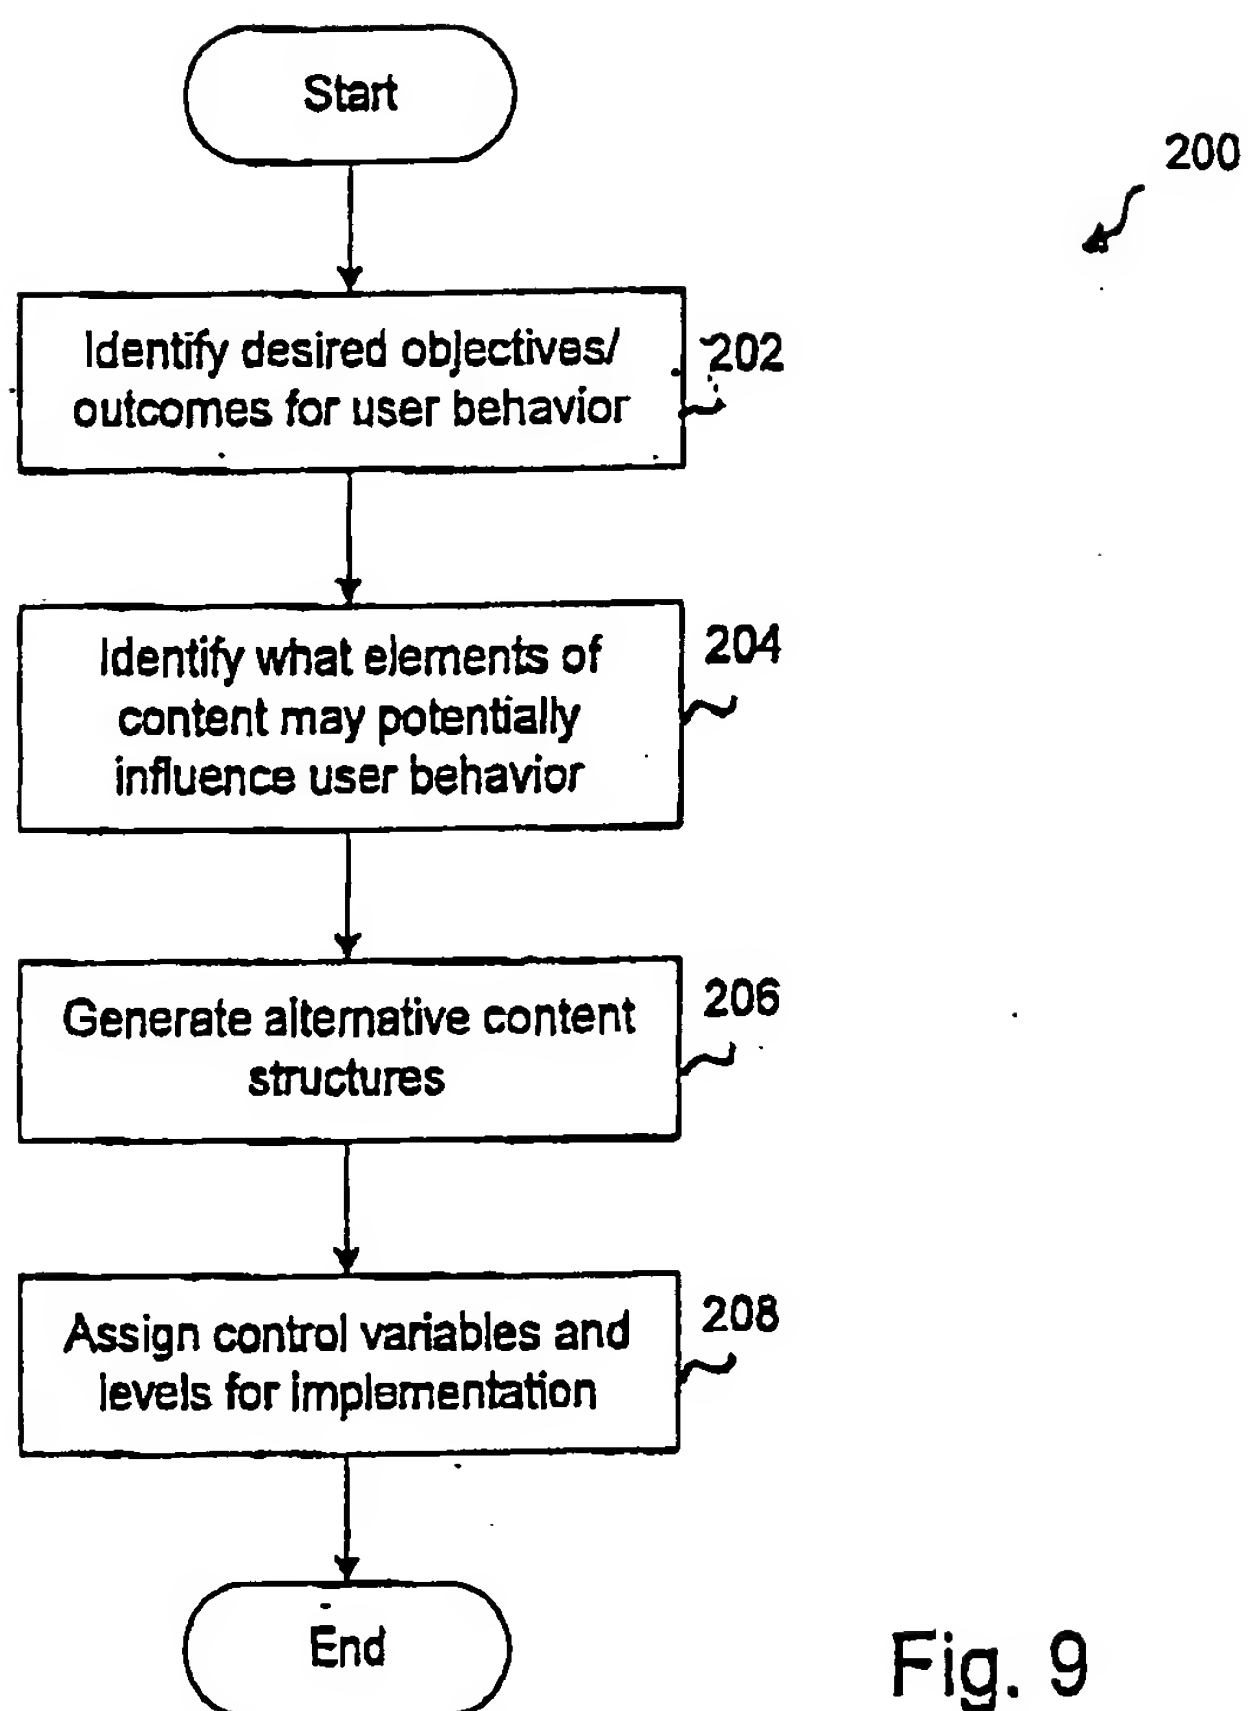 Start
200
Identify desired objectives/
outcomes for user behavior
202
Identify what elements of
content may potentially
influence user behavior
204
Generate alternative content
structures
206
Assign control variables and
levels for implementation
208
End
Fig. 9